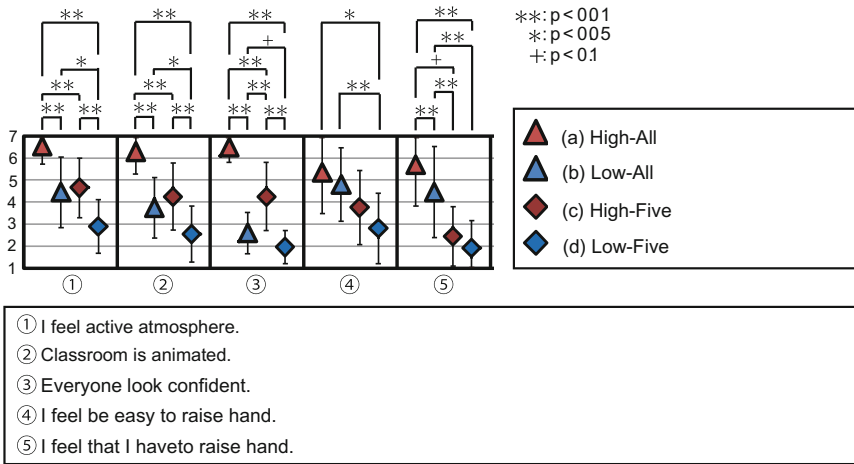 ** ** ** * **
**:p<001
*:p<005
+:p<01
+ **
* * ** +
** ** ** ** **
** ** ** ** ** ** **
7
6
5
4
3
2
1
① ② ③ ④ ⑤
(a) High-All
(b) Low-All
(c) High-Five
(d) Low-Five
① I feel active atmosphere.
② Classroom is animated.
③ Everyone look confident.
④ I feel be easy to raise hand.
⑤ I feel that I haveto raise hand.